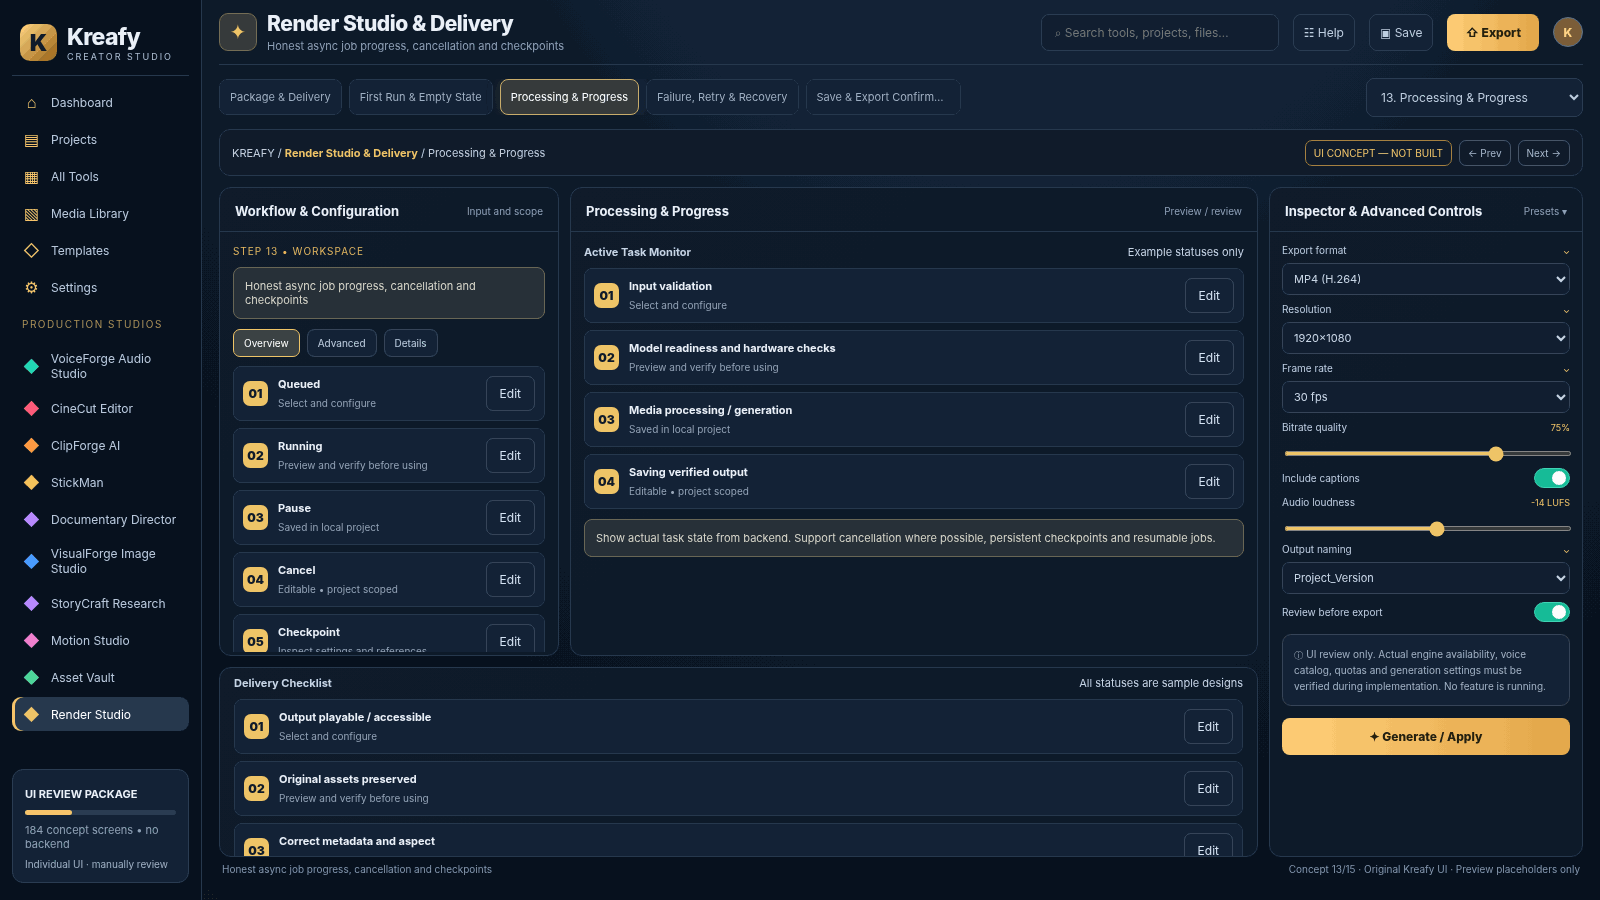 K
Kreafy
CREATOR STUDIO
Dashboard
Projects
All Tools
Media Library
Templates
Settings
PRODUCTION STUDIOS
VoiceForge Audio
Studio
CineCut Editor
ClipForge AI
StickMan
Documentary Director
VisualForge Image
Studio
StoryCraft Research
Motion Studio
Asset Vault
Render Studio
UI REVIEW PACKAGE
184 concept screens • no
backend
Individual UI · manually review
Render Studio & Delivery
Honest async job progress, cancellation and checkpoints
Search tools, projects, files...
Help
Save
Export
K
Package & Delivery
First Run & Empty State
Processing & Progress
Failure, Retry & Recovery
Save & Export Confirm...
13. Processing & Progress
KREAFY / Render Studio & Delivery / Processing & Progress
UI CONCEPT — NOT BUILT
← Prev
Next →
Workflow & Configuration
Input and scope
STEP 13 • WORKSPACE
Honest async job progress, cancellation and
checkpoints
Overview
Advanced
Details
01
Queued
Select and configure
Edit
02
Running
Preview and verify before using
Edit
03
Pause
Saved in local project
Edit
04
Cancel
Editable • project scoped
Edit
05
Checkpoint
Inspect settings and references
Edit
Processing & Progress
Preview / review
Active Task Monitor
Example statuses only
01
Input validation
Select and configure
Edit
02
Model readiness and hardware checks
Preview and verify before using
Edit
03
Media processing / generation
Saved in local project
Edit
04
Saving verified output
Editable • project scoped
Edit
Show actual task state from backend. Support cancellation where possible, persistent checkpoints and resumable jobs.
Delivery Checklist
All statuses are sample designs
01
Output playable / accessible
Select and configure
Edit
02
Original assets preserved
Preview and verify before using
Edit
03
Correct metadata and aspect
Edit
Inspector & Advanced Controls
Presets ▾
Export format
MP4 (H.264)
Resolution
1920×1080
Frame rate
30 fps
Bitrate quality
75%
Include captions
Audio loudness
-14 LUFS
Output naming
Project_Version
Review before export
ⓘ UI review only. Actual engine availability, voice
catalog, quotas and generation settings must be
verified during implementation. No feature is running.
✦ Generate / Apply
Honest async job progress, cancellation and checkpoints
Concept 13/15 · Original Kreafy UI · Preview placeholders only